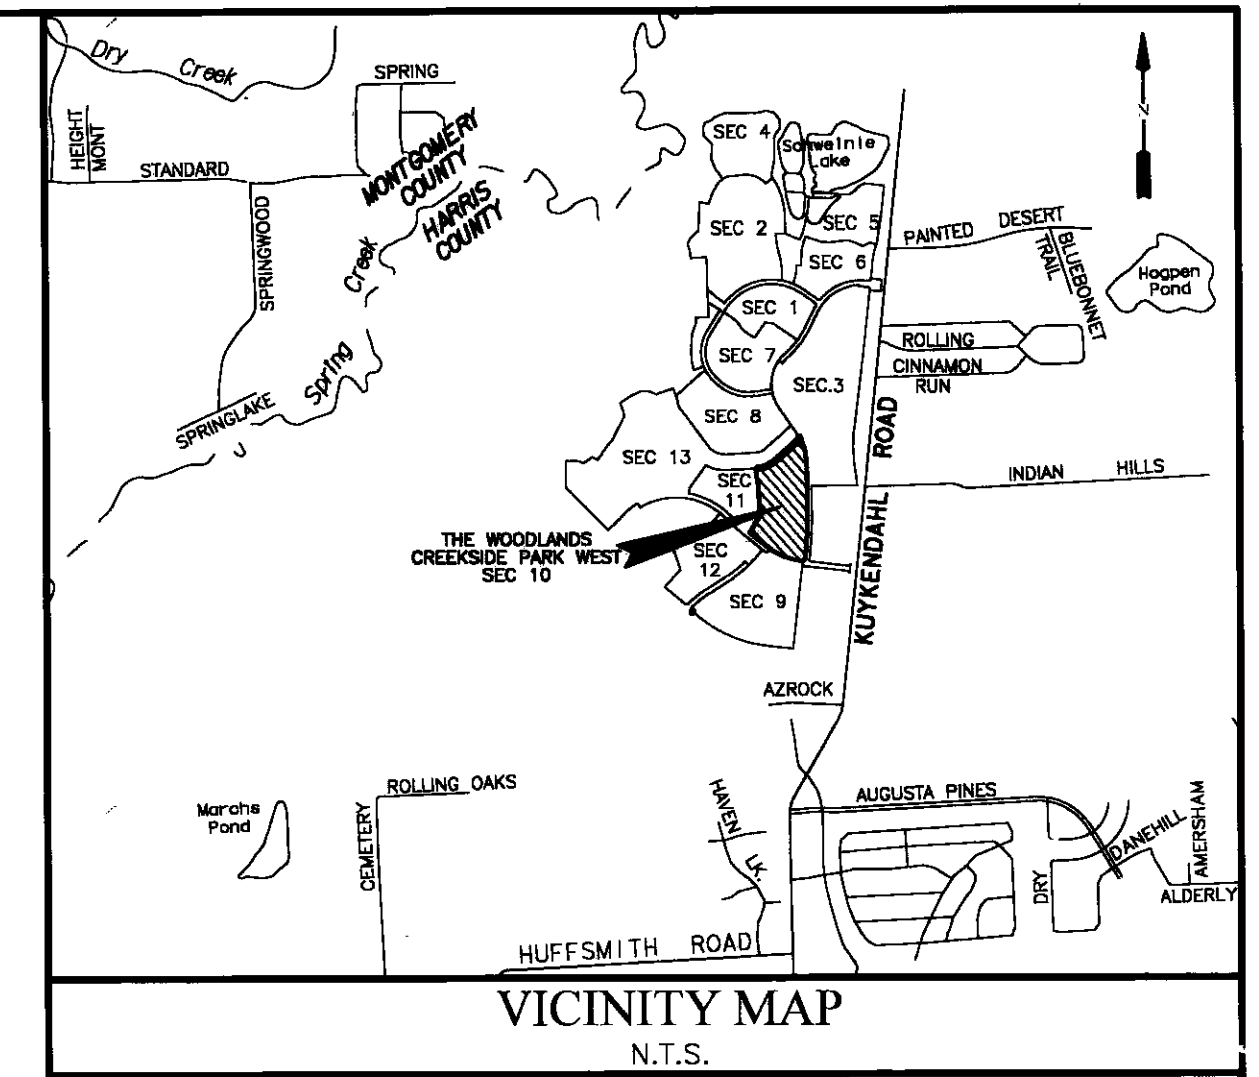 Dry Creek
SPRING
HEIGHT
MONT
STANDARD
MONTGOMERY
COUNTY
HARRIS
COUNTY
SPRINGWOOD
Creek
Spring
SPRINGLAKE
SEC 4
Schweinle
Lake
N
SEC 2
SEC 5
SEC 6
PAINTED DESERT
BLUEBONNET
TRAIL
Hogpen
Pond
SEC 1
SEC 7
SEC.3
ROLLING
CINNAMON
RUN
SEC 8
SEC 13
SEC
11
KUYKENDAHL ROAD
INDIAN HILLS
THE WOODLANDS
CREEKSIDE PARK WEST
SEC 10
SEC
12
SEC 9
AZROCK
ROLLING OAKS
Marchs
Pond
CEMETERY
HAVEN
LK.
AUGUSTA PINES
DANEHILL
AMERSHAM
DRY
ALDERLY
HUFFSMITH ROAD
VICINITY MAP
N.T.S.